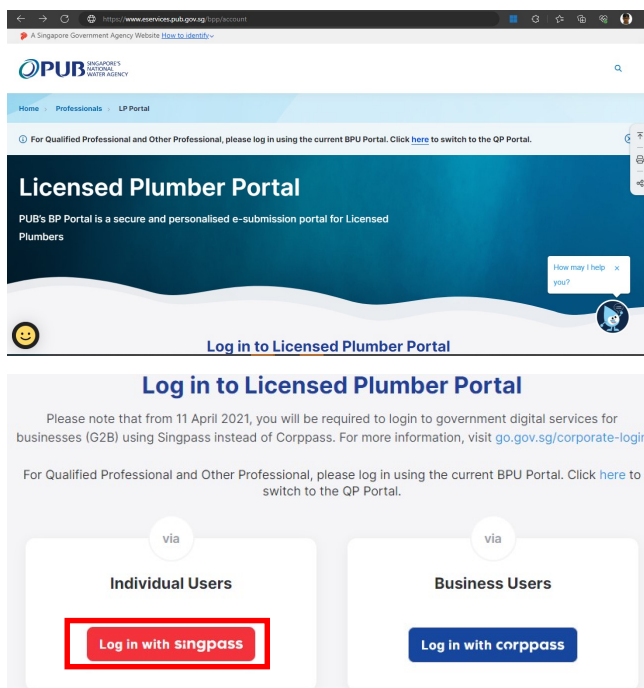 https://www.eservices.pub.gov.sg/bpp/account
A Singapore Government Agency Website How to identify
PUB SINGAPORE'S
NATIONAL
WATER AGENCY
Home › Professionals › LP Portal
For Qualified Professional and Other Professional, please log in using the current BPU Portal. Click here to switch to the QP Portal.
Licensed Plumber Portal
PUB's BP Portal is a secure and personalised e-submission portal for Licensed
Plumbers
How may I help x
you?
Log in to Licensed Plumber Portal
Log in to Licensed Plumber Portal
Please note that from 11 April 2021, you will be required to login to government digital services for
businesses (G2B) using Singpass instead of Corppass. For more information, visit go.gov.sg/corporate-login
For Qualified Professional and Other Professional, please log in using the current BPU Portal. Click here to
switch to the QP Portal.
via
Individual Users
Log in with singpass
via
Business Users
Log in with corppass